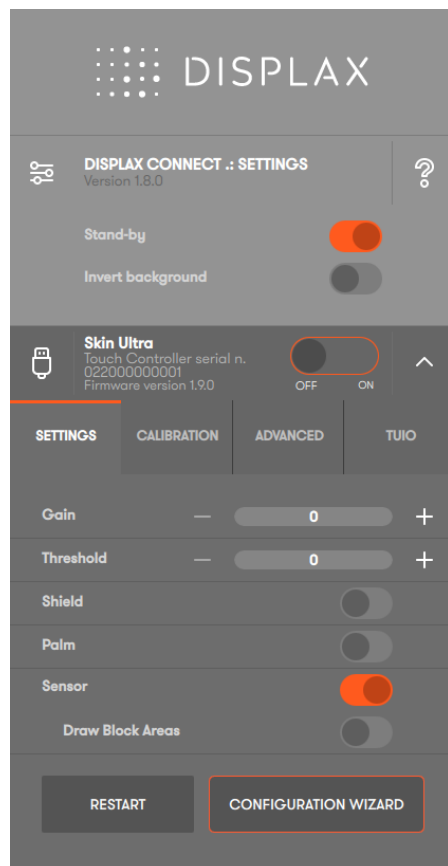 DISPLAX
DISPLAX CONNECT .: SETTINGS
Version 1.8.0
Stand-by
Invert background
Skin Ultra
Touch Controller serial n.
022000000001
Firmware version 1.9.0
OFF ON
SETTINGS CALIBRATION ADVANCED TUIO
Gain — 0 +
Threshold — 0 +
Shield
Palm
Sensor
Draw Block Areas
RESTART CONFIGURATION WIZARD